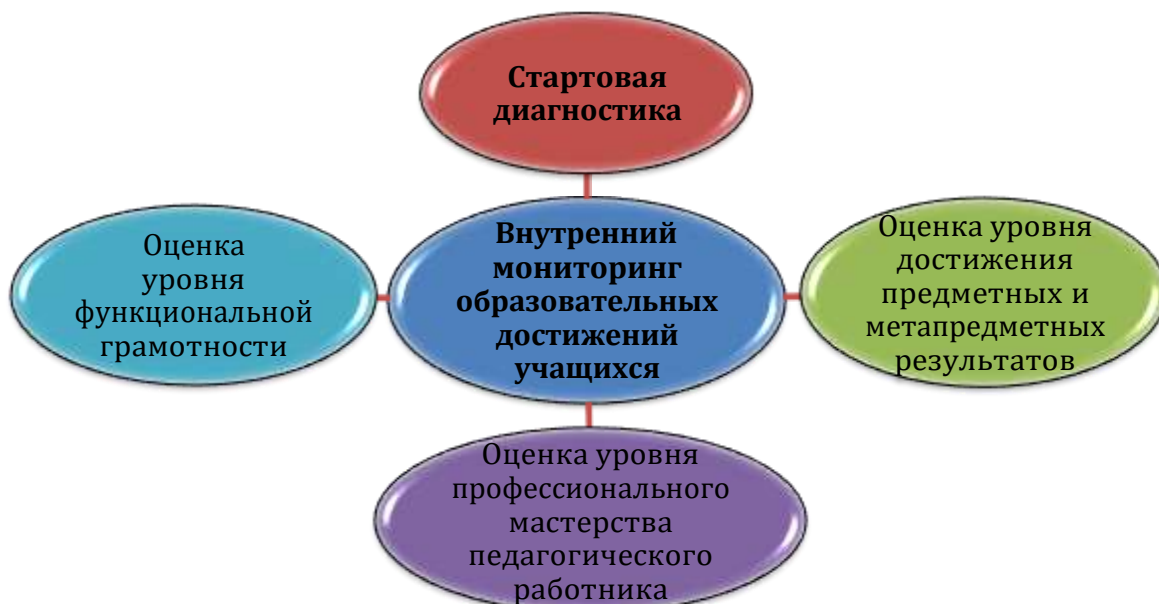 Стартовая
диагностика
Оценка
уровня
функциональной
грамотности
Внутренний
мониторинг
образовательных
достижений
учащихся
Оценка уровня
достижения
предметных и
метапредметных
результатов
Оценка уровня
профессионального
мастерства
педагогического
работника